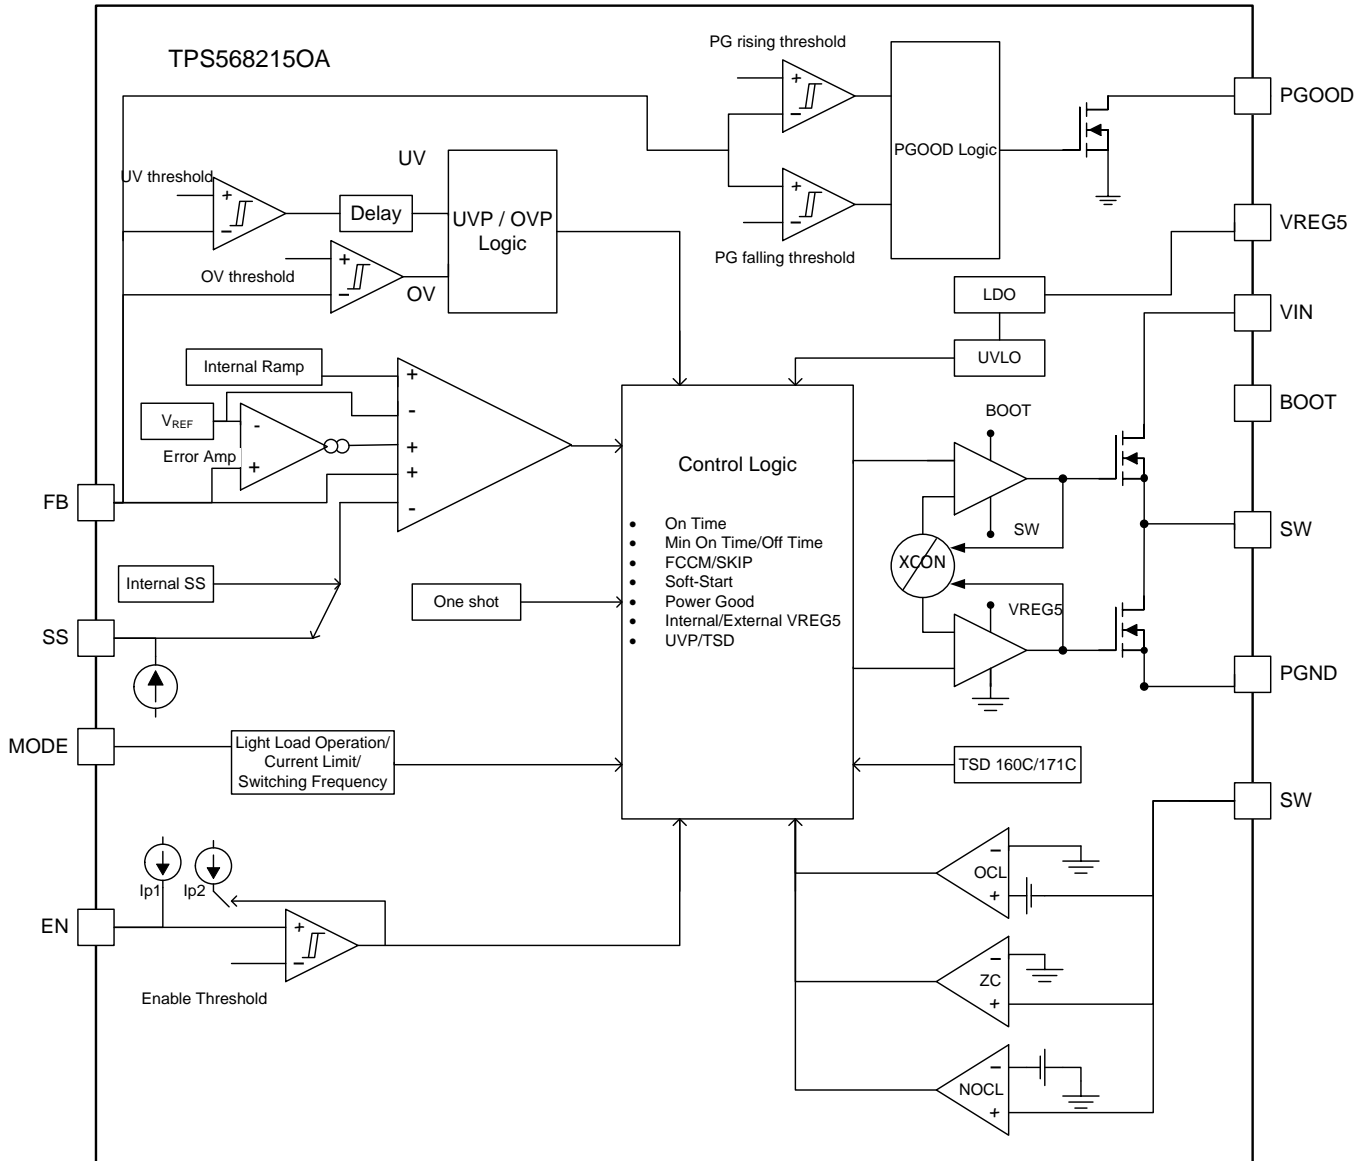 TPS568215OA
PG rising threshold
PGOOD
PGOOD Logic
UV
UV threshold
Delay
UVP / OVP
Logic
VREG5
PG falling threshold
OV threshold
OV
LDO
VIN
UVLO
Internal Ramp
BOOT
BOOT
VREF
Error Amp
Control Logic
FB
On Time
Min On Time/Off Time
FCCM/SKIP
Soft-Start
Power Good
Internal/External VREG5
UVP/TSD
SW
SW
XCON
Internal SS
One shot
VREG5
SS
PGND
MODE
Light Load Operation/
Current Limit/
Switching Frequency
TSD 160C/171C
SW
Ip1
Ip2
OCL
EN
Enable Threshold
ZC
NOCL